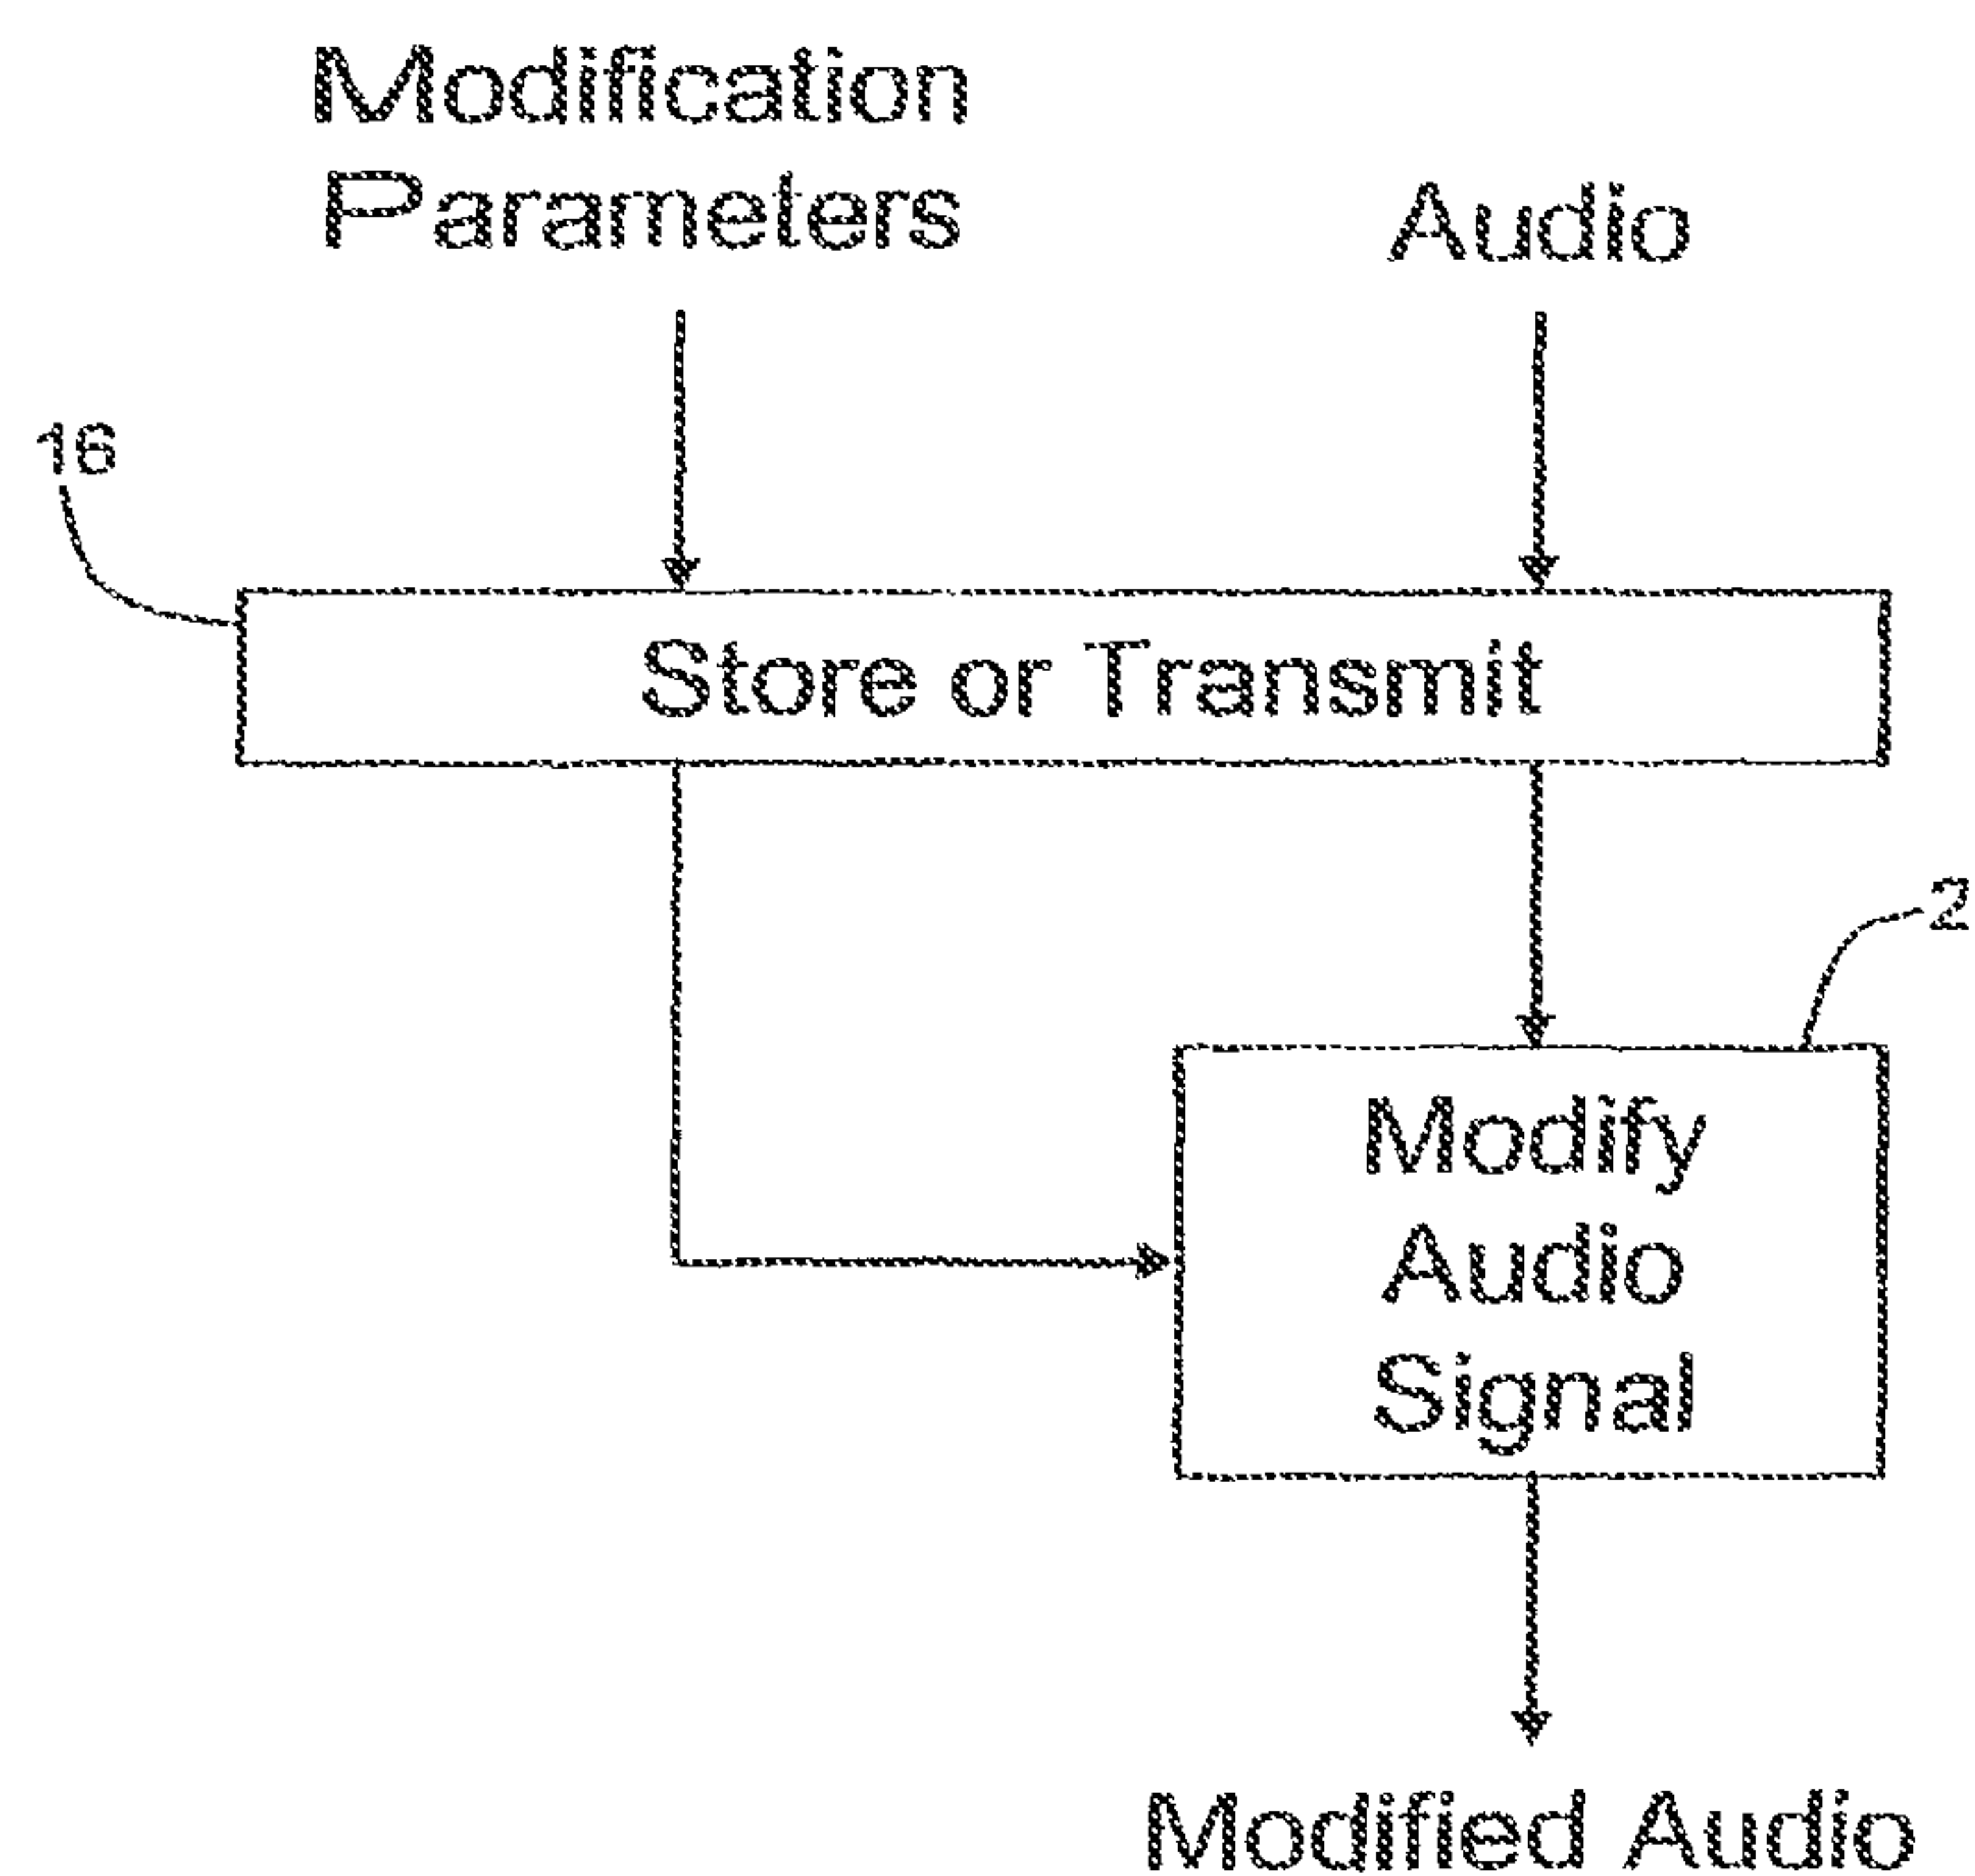 Modification
Parameters
Audio
16
Store or Transmit
2
Modify
Audio
Signal
Modified Audio